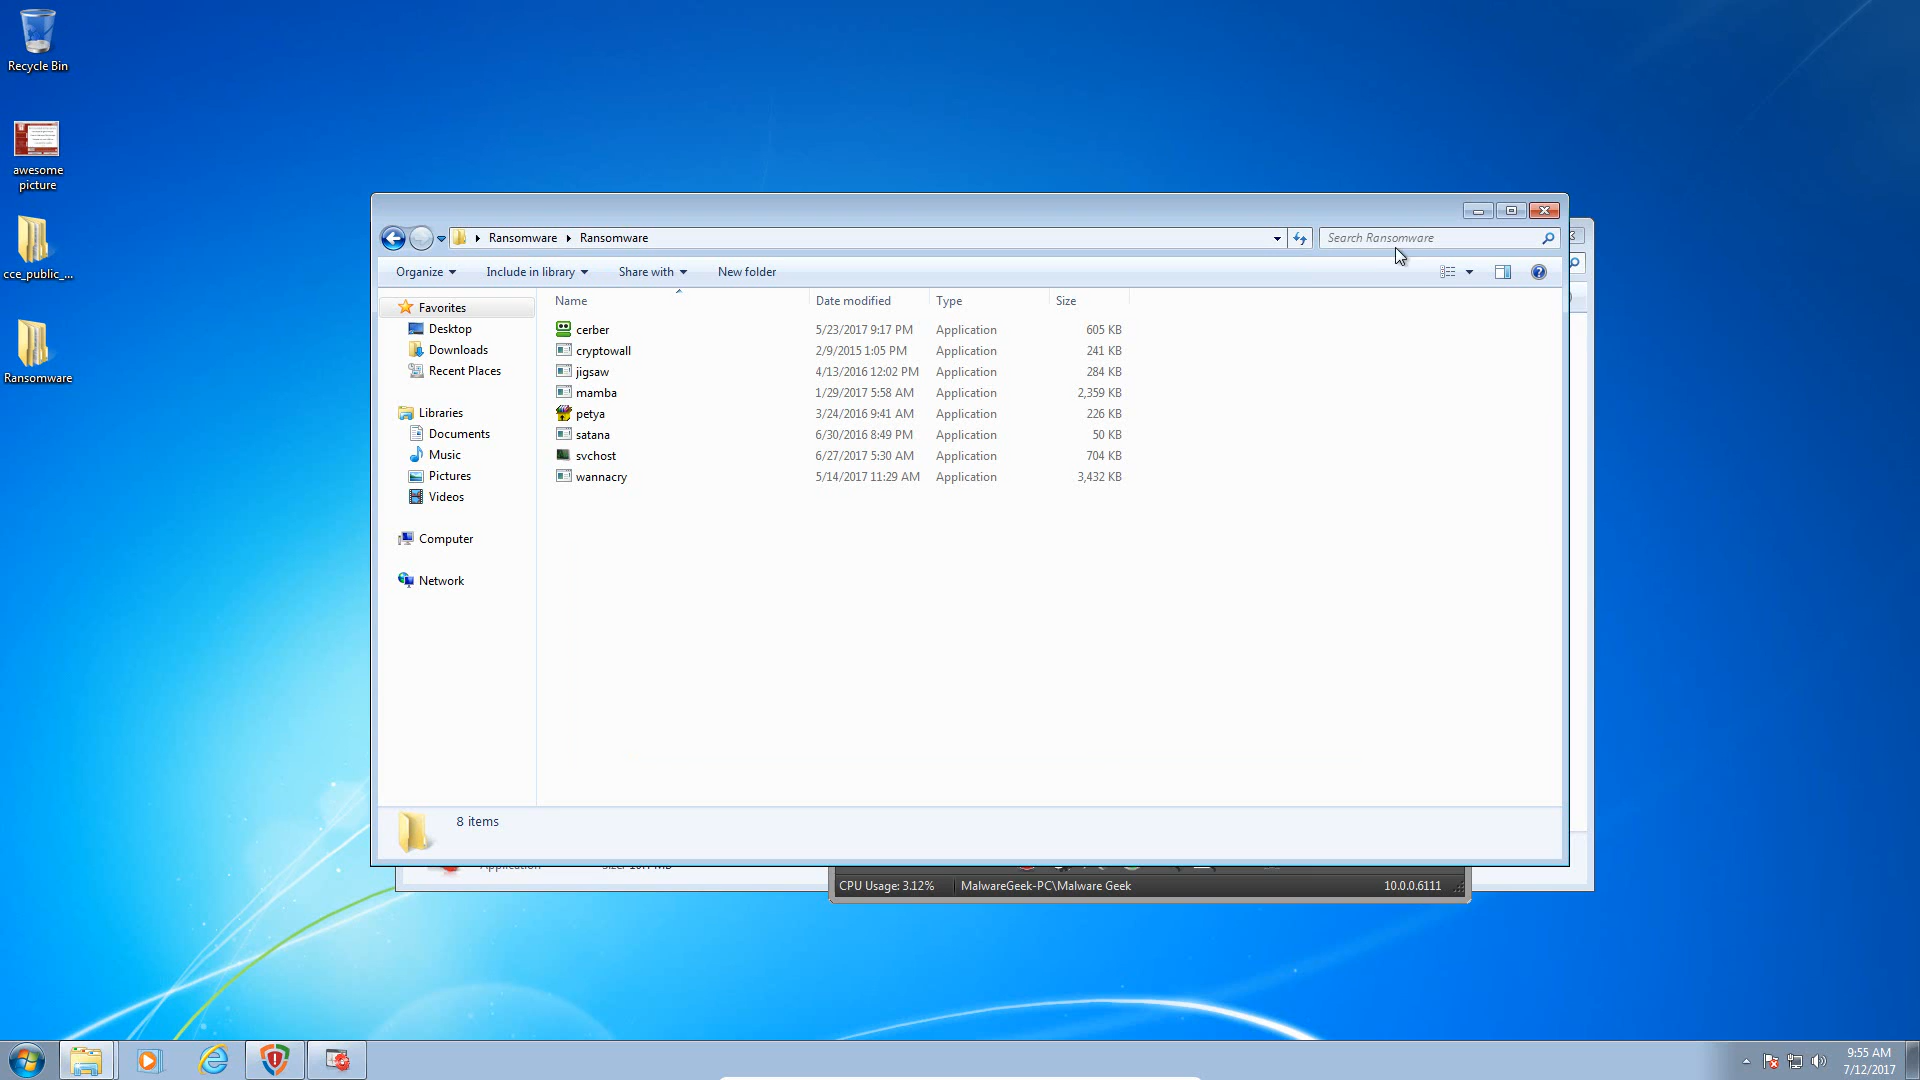 Recycle Bin
awesome
picture
cce_public_...
Ransomware
Ransomware Ransomware
Search Ransomware
Organize Include in library Share with New folder
Name Date modified Type Size
Favorites
Desktop
Downloads
Recent Places
Libraries
Documents
Music
Pictures
Videos
Computer
Network
cerber 5/23/2017 9:17 PM Application 605 KB
cryptowall 2/9/2015 1:05 PM Application 241 KB
jigsaw 4/13/2016 12:02 PM Application 284 KB
mamba 1/29/2017 5:58 AM Application 2,359 KB
petya 3/24/2016 9:41 AM Application 226 KB
satana 6/30/2016 8:49 PM Application 50 KB
svchost 6/27/2017 5:30 AM Application 704 KB
wannacry 5/14/2017 11:29 AM Application 3,432 KB
8 items
CPU Usage: 3.12% MalwareGeek-PC\Malware Geek 10.0.0.6111
9:55 AM
7/12/2017